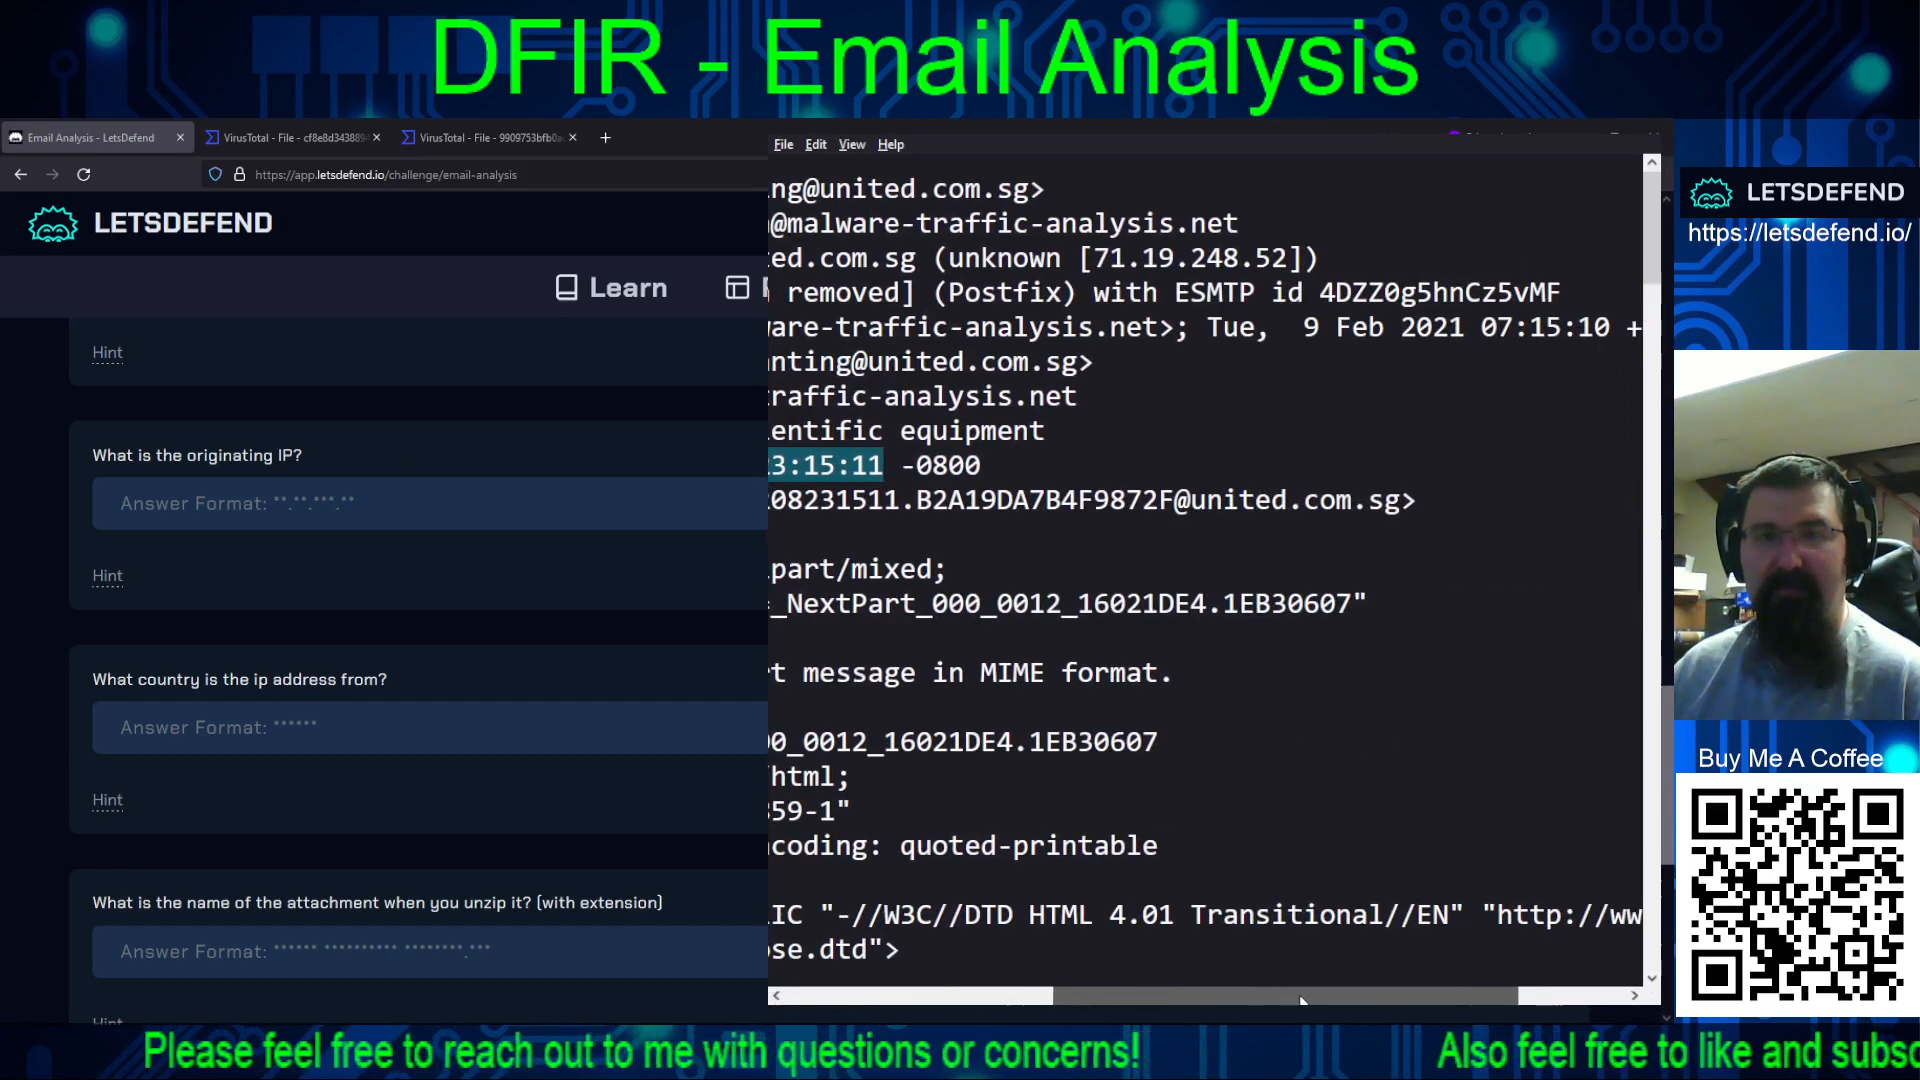 DFIR - Email Analysis
Email Analysis - LetsDefend
VirusTotal - File - cf8e8d343889
VirusTotal - File - 9909753bfb0a
https://app.letsdefend.io/challenge/email-analysis
LETSDEFEND
Learn
Hint
What is the originating IP?
Answer Format: **.**.***.**
Hint
What country is the ip address from?
Answer Format: ******
Hint
What is the name of the attachment when you unzip it? (with extension)
Answer Format: ****** ********** ********.***
Hint
File Edit View Help
ng@united.com.sg>
@malware-traffic-analysis.net
ed.com.sg (unknown [71.19.248.52])
removed] (Postfix) with ESMTP id 4DZZ0g5hnCz5vMF
are-traffic-analysis.net>; Tue,  9 Feb 2021 07:15:10 +
nting@united.com.sg>
raffic-analysis.net
entific equipment
3:15:11 -0800
08231511.B2A19DA7B4F9872F@united.com.sg>
part/mixed;
_NextPart_000_0012_16021DE4.1EB30607"
t message in MIME format.
0_0012_16021DE4.1EB30607
html;
59-1"
coding: quoted-printable
IC "-//W3C//DTD HTML 4.01 Transitional//EN" "http://ww
ose.dtd">
LETSDEFEND
https://letsdefend.io/
Buy Me A Coffee
Please feel free to reach out to me with questions or concerns!
Also feel free to like and subsc